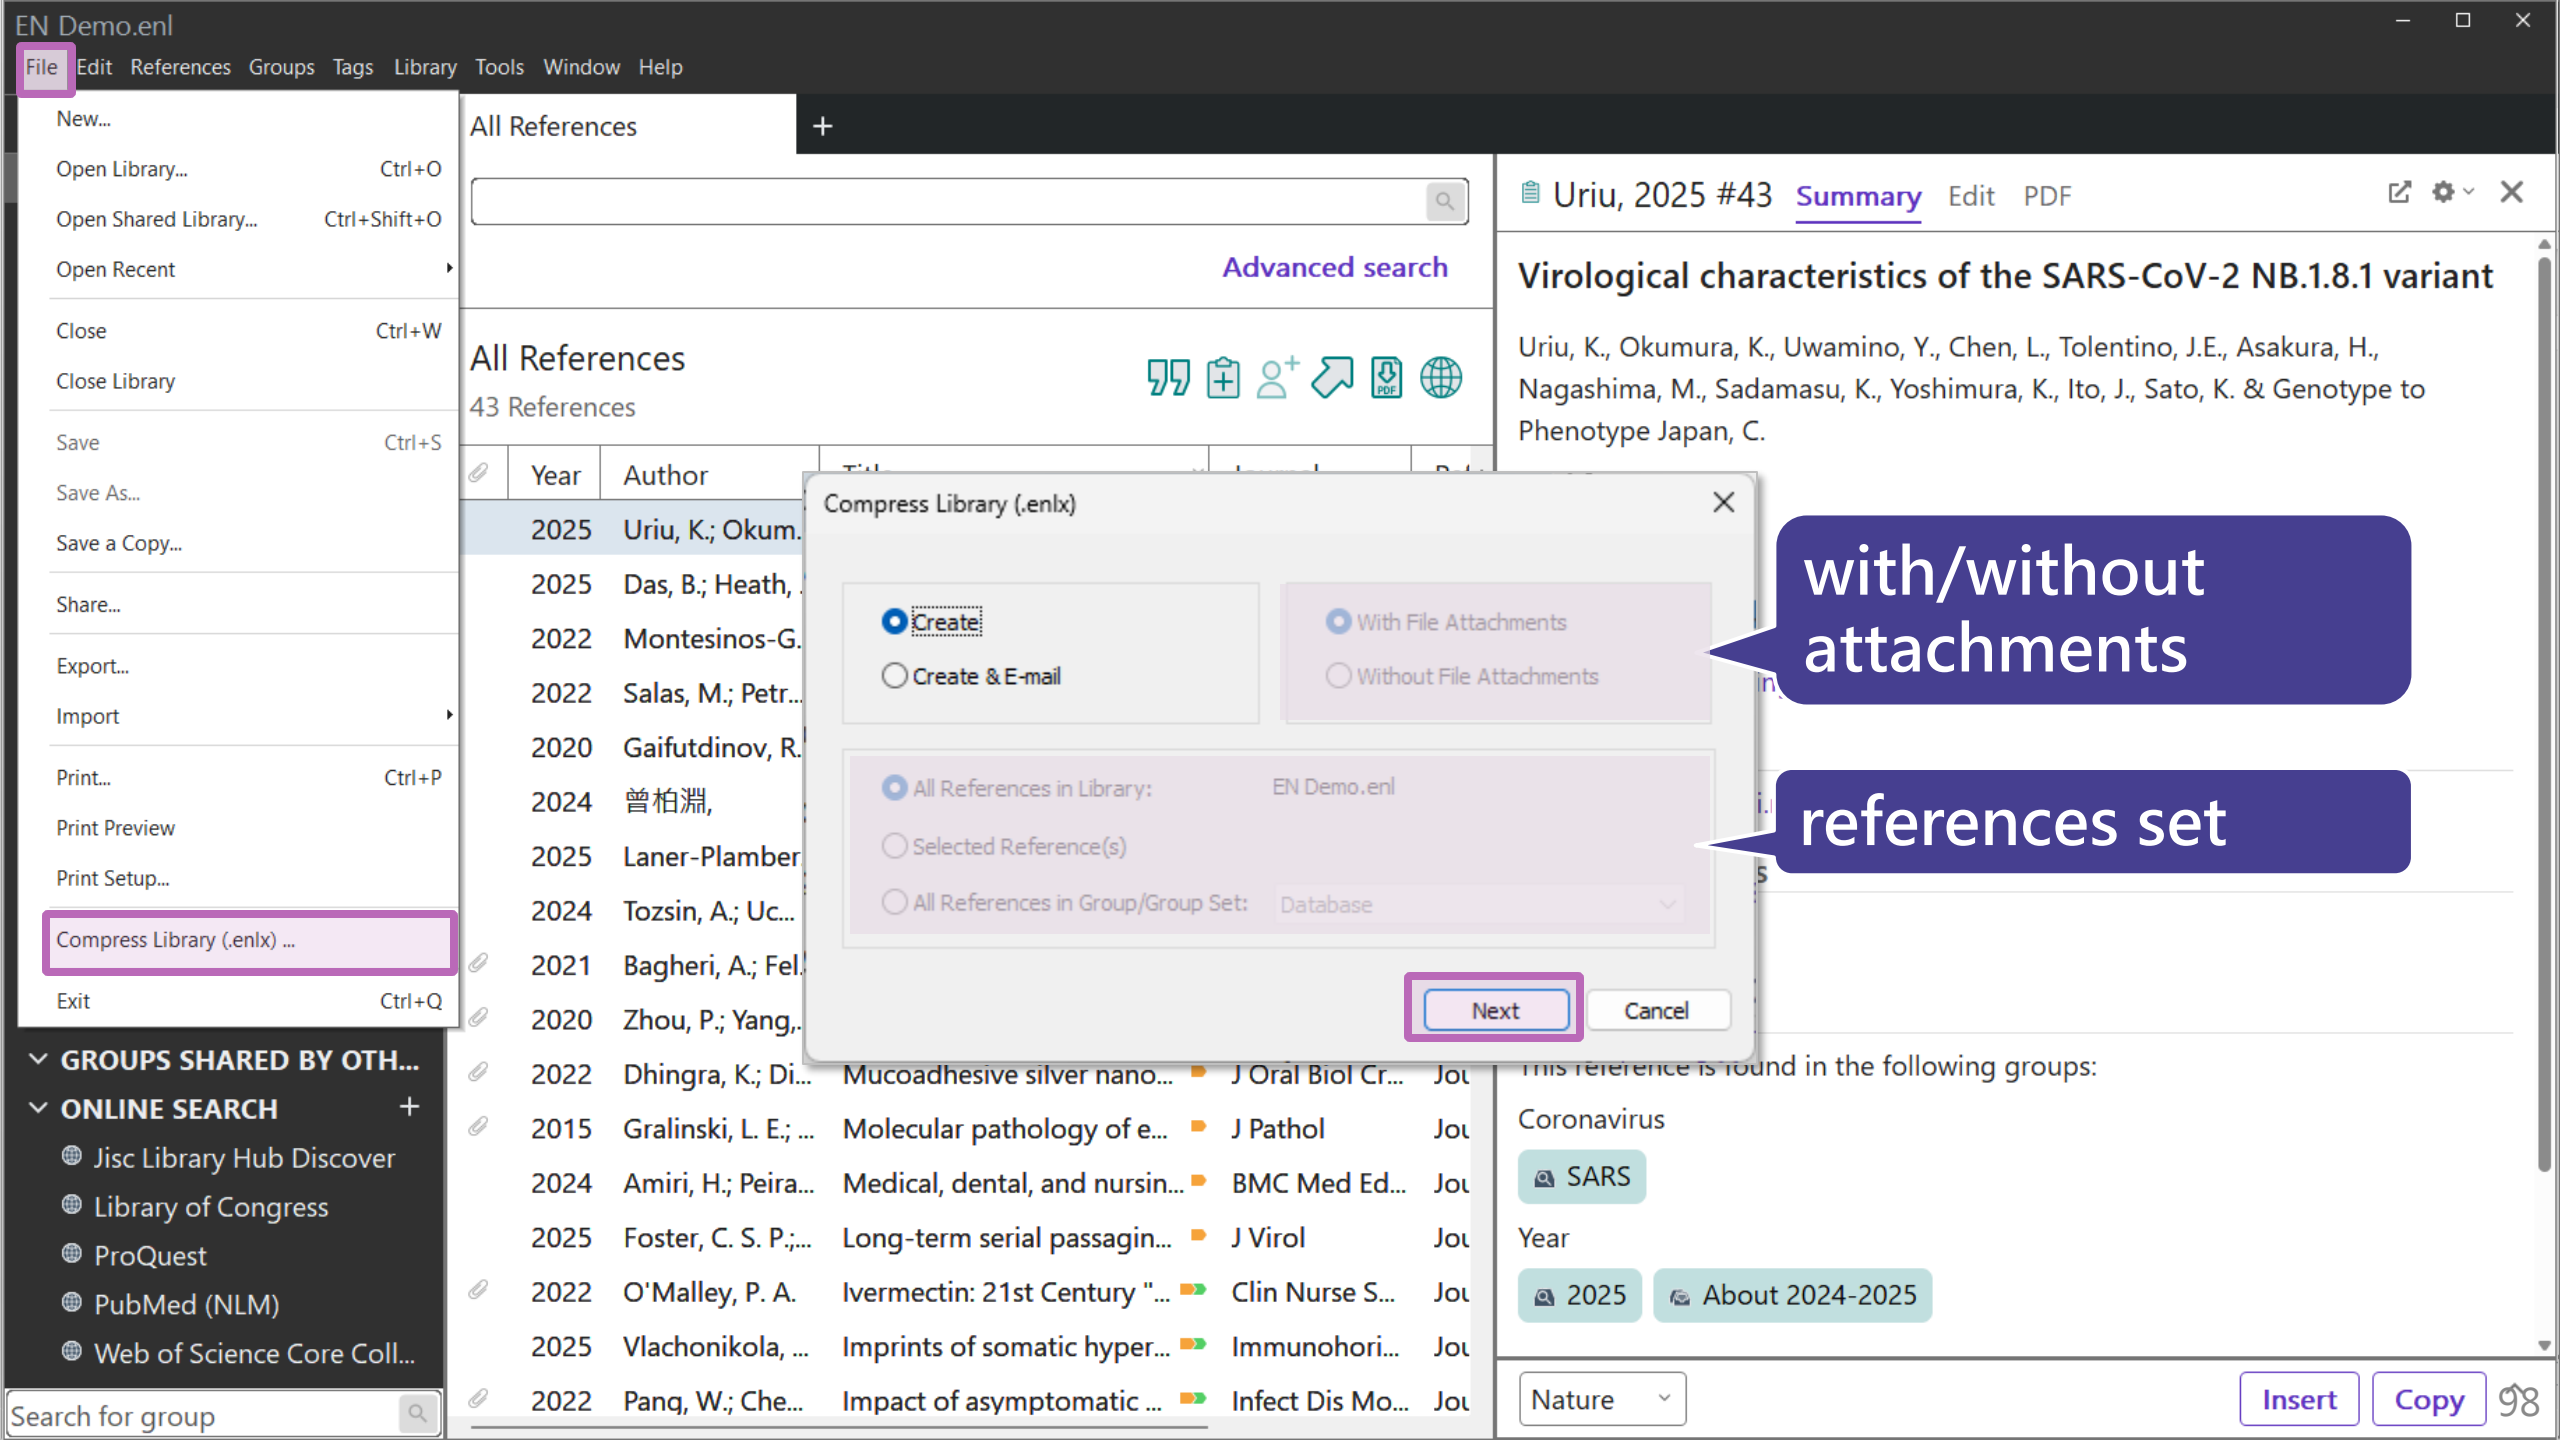 EN Demo.enl
File Edit References Groups Tags Library Tools Window Help
New...
Open Library... Ctrl+O
Open Shared Library... Ctrl+Shift+O
Open Recent
Close Ctrl+W
Close Library
Save Ctrl+S
Save As...
Save a Copy...
Share...
Export...
Import
Print... Ctrl+P
Print Preview
Print Setup...
Compress Library (.enlx) ...
Exit Ctrl+Q
GROUPS SHARED BY OTH...
ONLINE SEARCH +
Jisc Library Hub Discover
Library of Congress
ProQuest
PubMed (NLM)
Web of Science Core Coll...
Search for group
All References +
Advanced search
All References
43 References
Year Author
2025 Uriu, K.; Okum.
2025 Das, B.; Heath,
2022 Montesinos-G.
2022 Salas, M.; Petr...
2020 Gaifutdinov, R.
2024 曾柏淵,
2025 Laner-Plamber
2024 Tozsin, A.; Uc...
2021 Bagheri, A.; Fel.
2020 Zhou, P.; Yang,.
2022 Dhingra, K.; Di... Mucoadhesive silver nano... J Oral Biol Cr... Jou
2015 Gralinski, L. E.; ... Molecular pathology of e... J Pathol Jou
2024 Amiri, H.; Peira... Medical, dental, and nursin... BMC Med Ed... Jou
2025 Foster, C. S. P.;... Long-term serial passagin... J Virol Jou
2022 O'Malley, P. A. Ivermectin: 21st Century "... Clin Nurse S... Jou
2025 Vlachonikola, ... Imprints of somatic hyper... Immunohori... Jou
2022 Pang, W.; Che... Impact of asymptomatic ... Infect Dis Mo... Jou
Compress Library (.enlx)
Create
Create & E-mail
With File Attachments
Without File Attachments
All References in Library: EN Demo.enl
Selected Reference(s)
All References in Group/Group Set: Database
Next Cancel
with/without
attachments
references set
Uriu, 2025 #43 Summary Edit PDF
Virological characteristics of the SARS-CoV-2 NB.1.8.1 variant
Uriu, K., Okumura, K., Uwamino, Y., Chen, L., Tolentino, J.E., Asakura, H.,
Nagashima, M., Sadamasu, K., Yoshimura, K., Ito, J., Sato, K. & Genotype to
Phenotype Japan, C.
This reference is found in the following groups:
Coronavirus
SARS
Year
2025 About 2024-2025
Nature Insert Copy
98